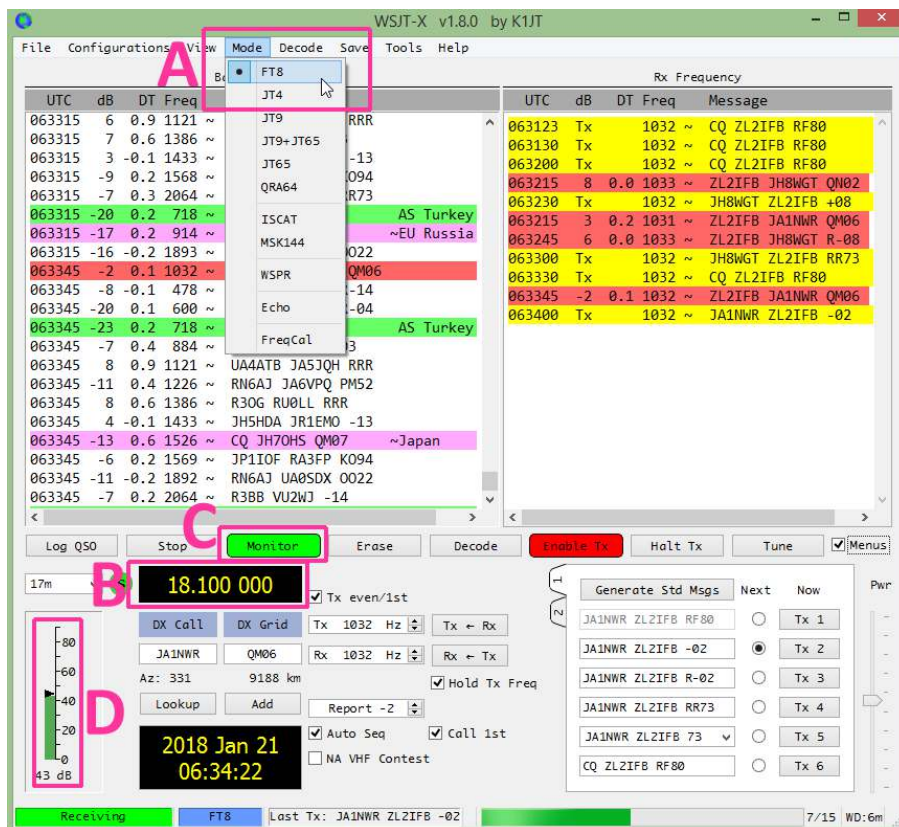 WSJT-X v1.8.0 by K1JT
File Configurations View Mode Decode Save Tools Help
A
FT8
JT4
JT9
JT9+JT65
JT65
QRA64
ISCAT
MSK144
WSPR
Echo
FreqCal
UTC dB DT Freq
063315 6 0.9 1121 ~ RRR
063315 7 0.6 1386 ~
063315 3 -0.1 1433 ~ -13
063315 -9 0.2 1568 ~ KO94
063315 -7 0.3 2064 ~ RR73
063315 -20 0.2 718 ~ AS Turkey
063315 -17 0.2 914 ~ ~EU Russia
063315 -16 -0.2 1893 ~ OO22
063345 -2 0.1 1032 ~ QM06
063345 -8 -0.1 478 ~ -14
063345 -20 0.1 600 ~ -04
063345 -23 0.2 718 ~ AS Turkey
063345 -7 0.4 884 ~
063345 8 0.9 1121 ~ UA4ATB JA5JQH RRR
063345 -11 0.4 1226 ~ RN6AJ JA6VPQ PM52
063345 8 0.6 1386 ~ R3OG RU0LL RRR
063345 4 -0.1 1433 ~ JH5HDA JR1EMO -13
063345 -13 0.6 1526 ~ CQ JH7OHS QM07 ~Japan
063345 -6 0.2 1569 ~ JP1IOF RA3FP KO94
063345 -11 -0.2 1892 ~ RN6AJ UA0SDX OO22
063345 -7 0.2 2064 ~ R3BB VU2WJ -14
Rx Frequency
UTC dB DT Freq Message
063123 Tx 1032 ~ CQ ZL2IFB RF80
063130 Tx 1032 ~ CQ ZL2IFB RF80
063200 Tx 1032 ~ CQ ZL2IFB RF80
063215 8 0.0 1033 ~ ZL2IFB JH8WGT QN02
063230 Tx 1032 ~ JH8WGT ZL2IFB +08
063215 3 0.2 1031 ~ ZL2IFB JA1NWR QM06
063245 6 0.0 1033 ~ ZL2IFB JH8WGT R-08
063300 Tx 1032 ~ JH8WGT ZL2IFB RR73
063330 Tx 1032 ~ CQ ZL2IFB RF80
063345 -2 0.1 1032 ~ ZL2IFB JA1NWR QM06
063400 Tx 1032 ~ JA1NWR ZL2IFB -02
C
Log QSO Stop Monitor Erase Decode Enable Tx Halt Tx Tune Menus
17m
B
18.100 000
Tx even/1st
DX Call DX Grid Tx 1032 Hz Tx ← Rx
JA1NWR QM06 Rx 1032 Hz Rx ← Tx
Az: 331 9188 km Hold Tx Freq
Lookup Add Report -2
Auto Seq Call 1st
NA VHF Contest
2018 Jan 21
06:34:22
80
60
40
20
0
43 dB
D
1
2
Generate Std Msgs Next Now Pwr
JA1NWR ZL2IFB RF80 Tx 1
JA1NWR ZL2IFB -02 Tx 2
JA1NWR ZL2IFB R-02 Tx 3
JA1NWR ZL2IFB RR73 Tx 4
JA1NWR ZL2IFB 73 Tx 5
CQ ZL2IFB RF80 Tx 6
Receiving FT8 Last Tx: JA1NWR ZL2IFB -02 7/15 WD:6m